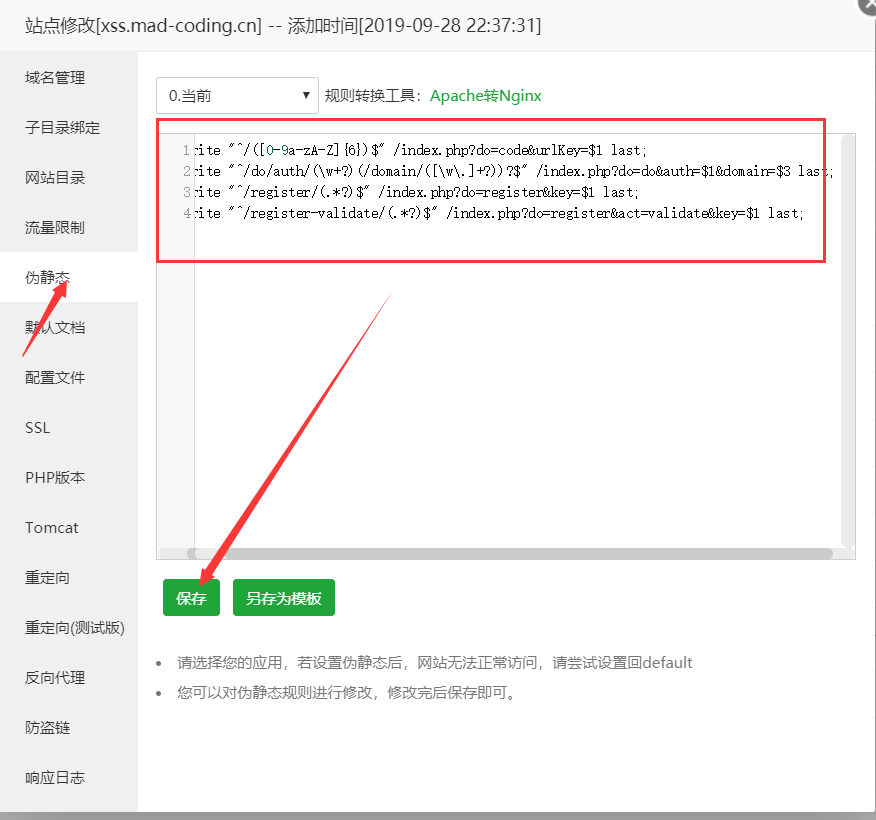 站点修改[xss.mad-coding.cn] -- 添加时间[2019-09-28 22:37:31]
域名管理
子目录绑定
网站目录
流量限制
伪静态
默认文档
配置文件
SSL
PHP版本
Tomcat
重定向
重定向(测试版)
反向代理
防盗链
响应日志
0.当前 规则转换工具：Apache转Nginx
1 rite "^/([0-9a-zA-Z]{6})$" /index.php?do=code&urlKey=$1 last;
2 rite "^/do/auth/(\w+?)(/domain/([\w\.]+?))?$" /index.php?do=do&auth=$1&domain=$3 last;
3 rite "^/register/(.*?)$" /index.php?do=register&key=$1 last;
4 rite "^/register-validate/(.*?)$" /index.php?do=register&act=validate&key=$1 last;
保存 另存为模板
请选择您的应用，若设置伪静态后，网站无法正常访问，请尝试设置回default
您可以对伪静态规则进行修改，修改完后保存即可。